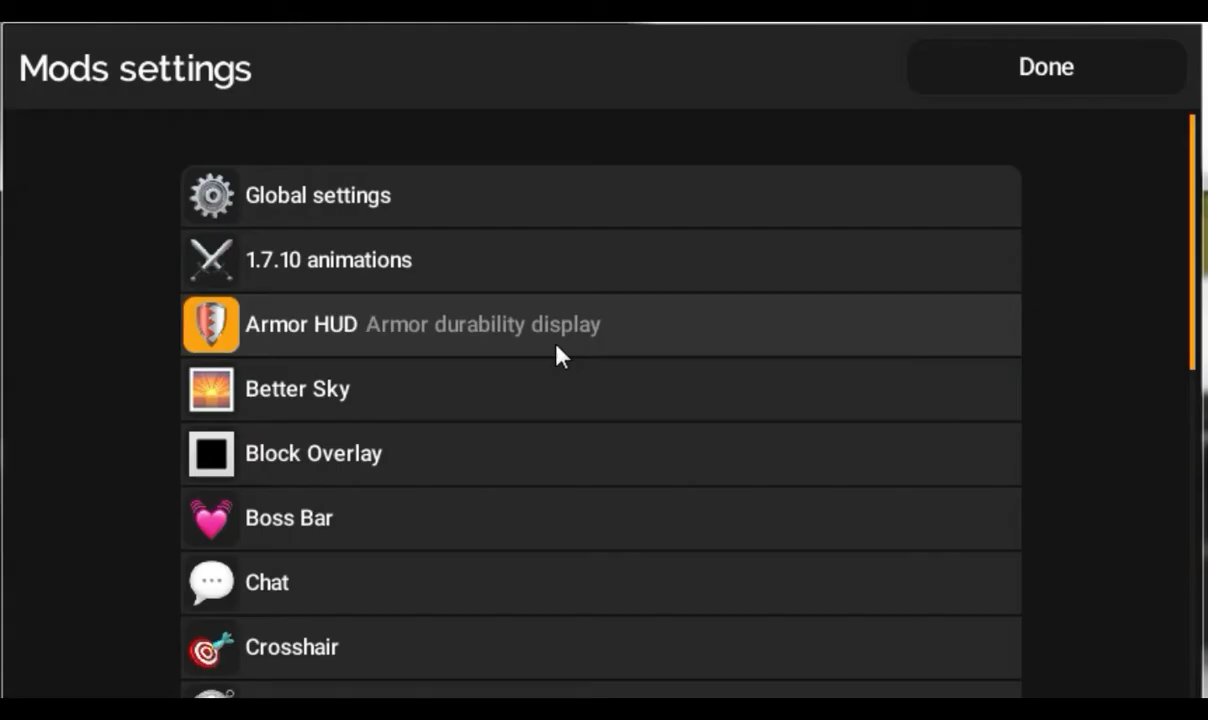 Mods settings
Done
Global settings
1.7.10 animations
Armor HUD Armor durability display
Better Sky
Block Overlay
Boss Bar
Chat
Crosshair